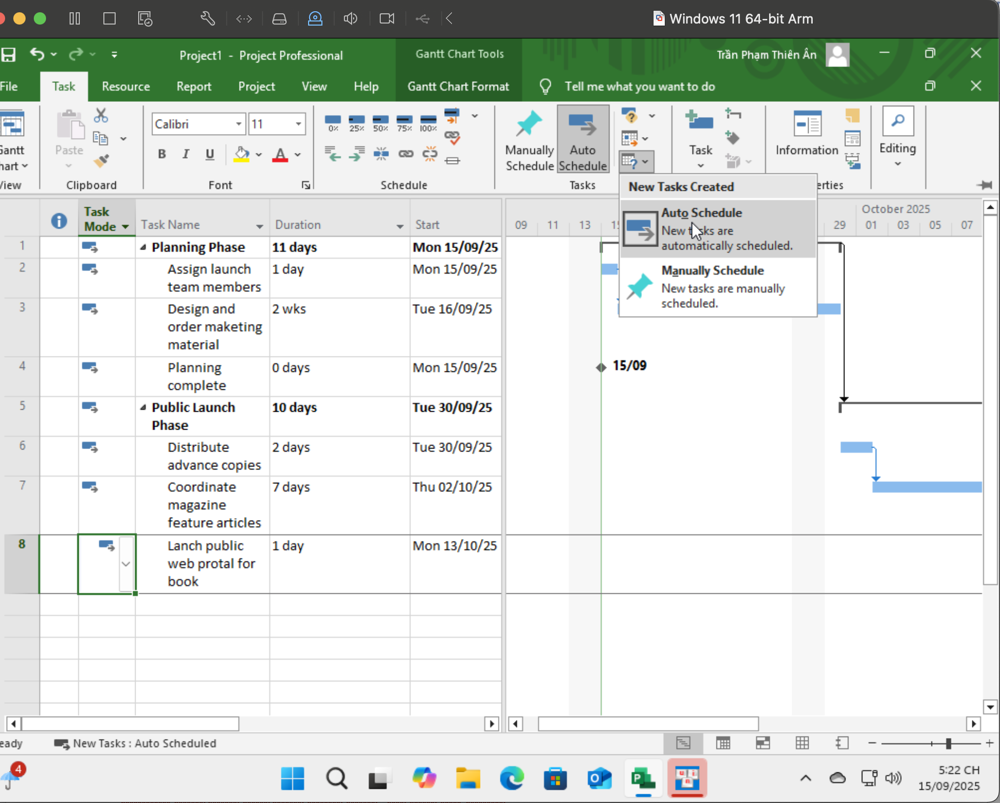 Windows 11 64-bit Arm
Project1 - Project Professional
Gantt Chart Tools
Trần Phạm Thiên Ân
File
Task
Resource
Report
Project
View
Help
Gantt Chart Format
Tell me what you want to do
Gantt
hart
View
Paste
Clipboard
Calibri
11
B I U
A
Font
0% 25% 50% 75% 100%
Schedule
Manually
Schedule
Auto
Schedule
Tasks
Task
Information
erties
Editing
New Tasks Created
Auto Schedule
New tasks are
automatically scheduled.
Manually Schedule
New tasks are manually
scheduled.
Task
Mode
Task Name
Duration
Start
October 2025
09 11 13 15 29 01 03 05 07
1 Planning Phase 11 days Mon 15/09/25
2 Assign launch
team members 1 day Mon 15/09/25
3 Design and
order maketing
material 2 wks Tue 16/09/25
4 Planning
complete 0 days Mon 15/09/25
15/09
5 Public Launch
Phase 10 days Tue 30/09/25
6 Distribute
advance copies 2 days Tue 30/09/25
7 Coordinate
magazine
feature articles 7 days Thu 02/10/25
8 Lanch public
web protal for
book 1 day Mon 13/10/25
eady
New Tasks : Auto Scheduled
4
5:22 CH
15/09/2025